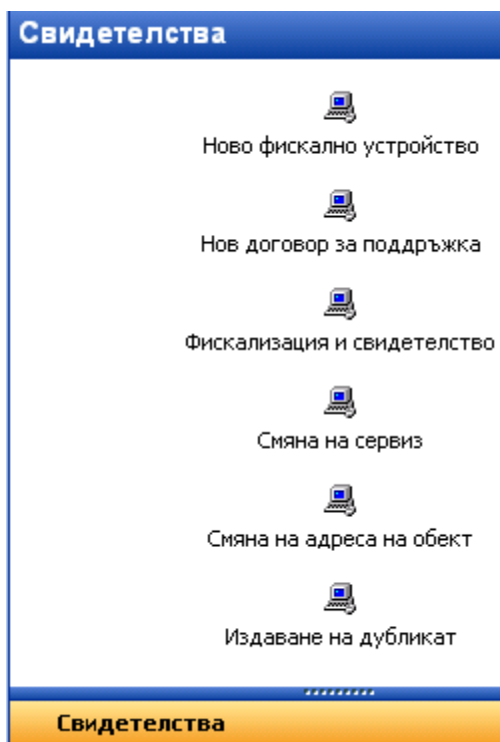 Свидетелства
Ново фискално устройство
Нов договор за поддръжка
Фискализация и свидетелство
Смяна на сервиз
Смяна на адреса на обект
Издаване на дубликат
Свидетелства